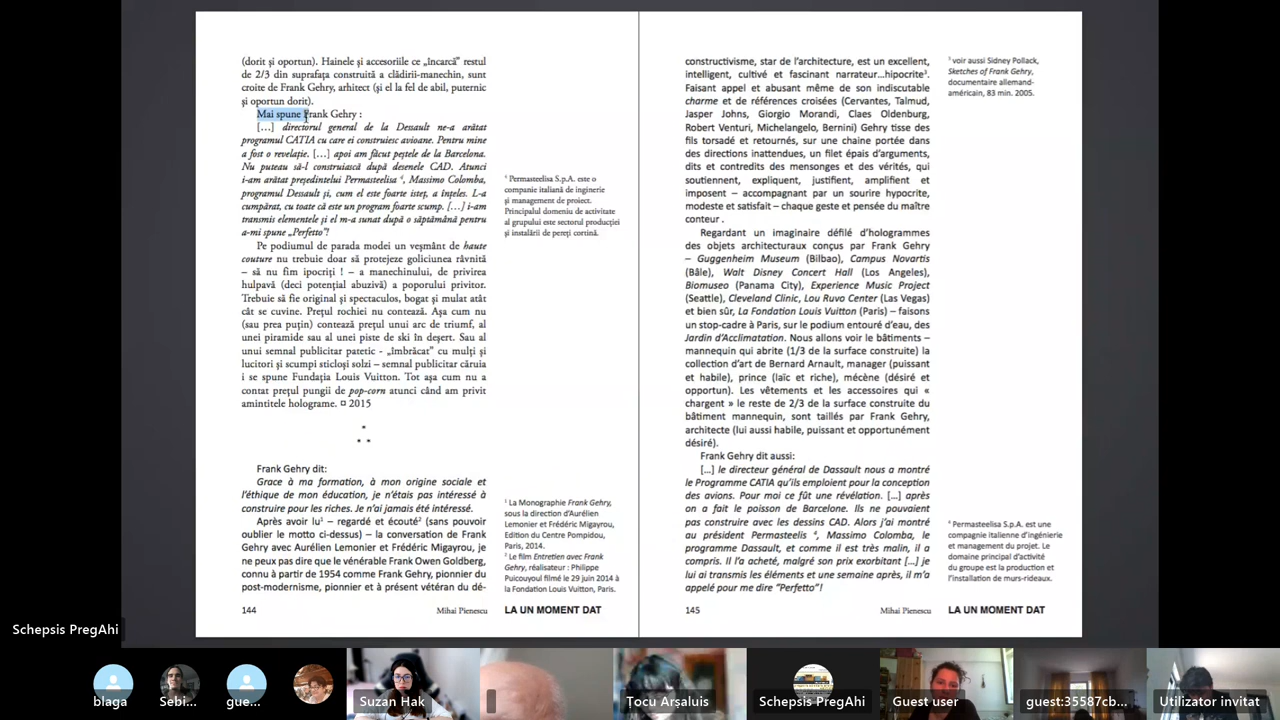 (dorit și oportun). Hainele și accesoriile ce „încarcă” restul
de 2/3 din suprafața construită a clădirii-manechin, sunt
croite de Frank Gehry, arhitect (și el la fel de abil, puternic
și oportun dorit).
Mai spune Frank Gehry :
[…] directorul general de la Dessault ne-a arătat
programul CATIA cu care ei construiesc avioane. Pentru mine
a fost o revelație. […] apoi am făcut peștele de la Barcelona.
Nu puteau să-l construiască după desenele CAD. Atunci
i-am arătat președintelui Permasteelisa ⁴, Massimo Colomba,
programul Dessault și, cum el este foarte isteț, a înțeles. L-a
cumpărat, cu toate că este un program foarte scump. […] i-am
transmis elementele și el m-a sunat după o săptămână pentru
a-mi spune „Perfetto”!
Pe podiumul de parada modei un veșmânt de haute
couture nu trebuie doar să protejeze goliciunea râvnită
– să nu fim ipocriți ! – a manechinului, de privirea
hulpavă (deci potențial abuzivă) a poporului privitor.
Trebuie să fie original și spectaculos, bogat și mulat atât
cât se cuvine. Prețul rochiei nu contează. Așa cum nu
(sau prea puțin) contează prețul unui arc de triumf, al
unei piramide sau al unei piste de ski în deșert. Sau al
unui semnal publicitar patetic - „îmbrăcat” cu mulți și
lucitori și scumpi sticloși solzi – semnal publicitar căruia
i se spune Fundația Louis Vuitton. Tot așa cum nu a
contat prețul pungii de pop-corn atunci când am privit
amintitele holograme. ¤ 2015
*
* *
Frank Gehry dit:
Grace à ma formation, à mon origine sociale et
l’éthique de mon éducation, je n’étais pas intéressé à
construire pour les riches. Je n’ai jamais été intéressé.
Après avoir lu¹ – regardé et écouté² (sans pouvoir
oublier le motto ci-dessus) – la conversation de Frank
Gehry avec Aurélien Lemonier et Frédéric Migayrou, je
ne peux pas dire que le vénérable Frank Owen Goldberg,
connu à partir de 1954 comme Frank Gehry, pionnier du
post-modernisme, pionnier et à présent vétéran du dé-
⁴ Permasteelisa S.p.A. este o
companie italiană de inginerie
și management de proiect.
Principalul domeniu de activitate
al grupului este sectorul producției
și instalării de pereți cortină.
¹ La Monographie Frank Gehry,
sous la direction d’Aurélien
Lemonier et Frédéric Migayrou,
Edition du Centre Pompidou,
Paris, 2014.
² Le film Entretien avec Frank
Gehry, réalisateur : Philippe
Puicouyoul filmé le 29 juin 2014 à
la Fondation Louis Vuitton, Paris.
144 Mihai Pienescu LA UN MOMENT DAT
constructivisme, star de l’architecture, est un excellent,
intelligent, cultivé et fascinant narrateur…hipocrite³.
Faisant appel et abusant même de son indiscutable
charme et de références croisées (Cervantes, Talmud,
Jasper Johns, Giorgio Morandi, Claes Oldenburg,
Robert Venturi, Michelangelo, Bernini) Gehry tisse des
fils torsadé et retournés, sur une chaine portée dans
des directions inattendues, un filet épais d’arguments,
dits et contredits des mensonges et des vérités, qui
soutiennent, expliquent, justifient, amplifient et
imposent – accompagnant par un sourire hypocrite,
modeste et satisfait – chaque geste et pensée du maître
conteur .
Regardant un imaginaire défilé d’hologrammes
des objets architecturaux conçus par Frank Gehry
– Guggenheim Museum (Bilbao), Campus Novartis
(Bâle), Walt Disney Concert Hall (Los Angeles),
Biomuseo (Panama City), Experience Music Project
(Seattle), Cleveland Clinic, Lou Ruvo Center (Las Vegas)
et bien sûr, La Fondation Louis Vuitton (Paris) – faisons
un stop-cadre à Paris, sur le podium entouré d’eau, des
Jardin d’Acclimatation. Nous allons voir le bâtiments –
mannequin qui abrite (1/3 de la surface construite) la
collection d’art de Bernard Arnault, manager (puissant
et habile), prince (laïc et riche), mécène (désiré et
opportun). Les vêtements et les accessoires qui «
chargent » le reste de 2/3 de la surface construite du
bâtiment mannequin, sont taillés par Frank Gehry,
architecte (lui aussi habile, puissant et opportunément
désiré).
Frank Gehry dit aussi:
[…] le directeur général de Dassault nous a montré
le Programme CATIA qu’ils emploient pour la conception
des avions. Pour moi ce fût une révélation. […] après
on a fait le poisson de Barcelone. Ils ne pouvaient
pas construire avec les dessins CAD. Alors j’ai montré
au président Permasteelis ⁴, Massimo Colomba, le
programme Dassault, et comme il est très malin, il a
compris. Il l’a acheté, malgré son prix exorbitant […] je
lui ai transmis les éléments et une semaine après, il m’a
appelé pour me dire “Perfetto”!
³ voir aussi Sidney Pollack,
Sketches of Frank Gehry,
documentaire allemand-
américain, 83 min. 2005.
⁴ Permasteelisa S.p.A. est une
compagnie italienne d’ingénierie
et management du projet. Le
domaine principal d’activité
du groupe est la production et
l’installation de murs-rideaux.
145 Mihai Pienescu LA UN MOMENT DAT
Schepsis PregAhi
blaga Sebi... gue... Suzan Hak Tocu Arsaluis Schepsis PregAhi Guest user guest:35587cb... Utilizator invitat